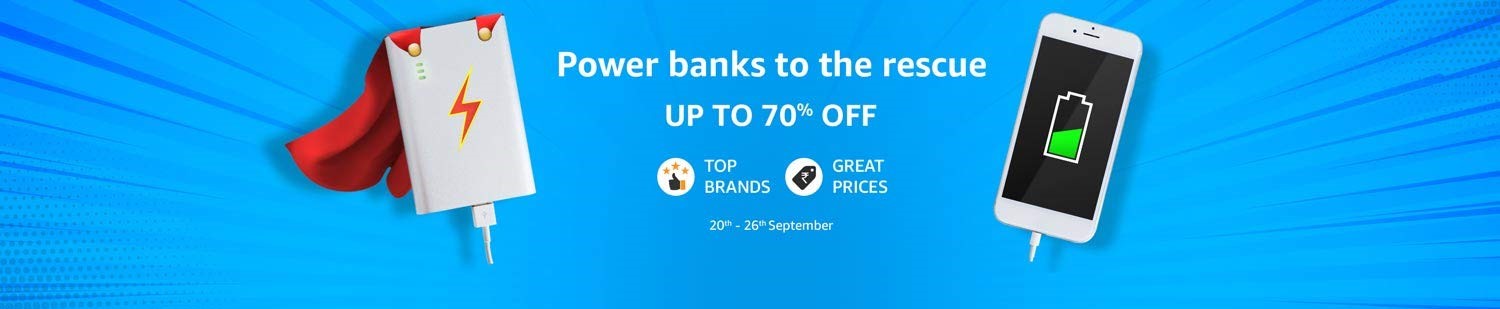 Power banks to the rescue
UP TO 70% OFF
TOP
BRANDS
GREAT
PRICES
₹
20th - 26th September